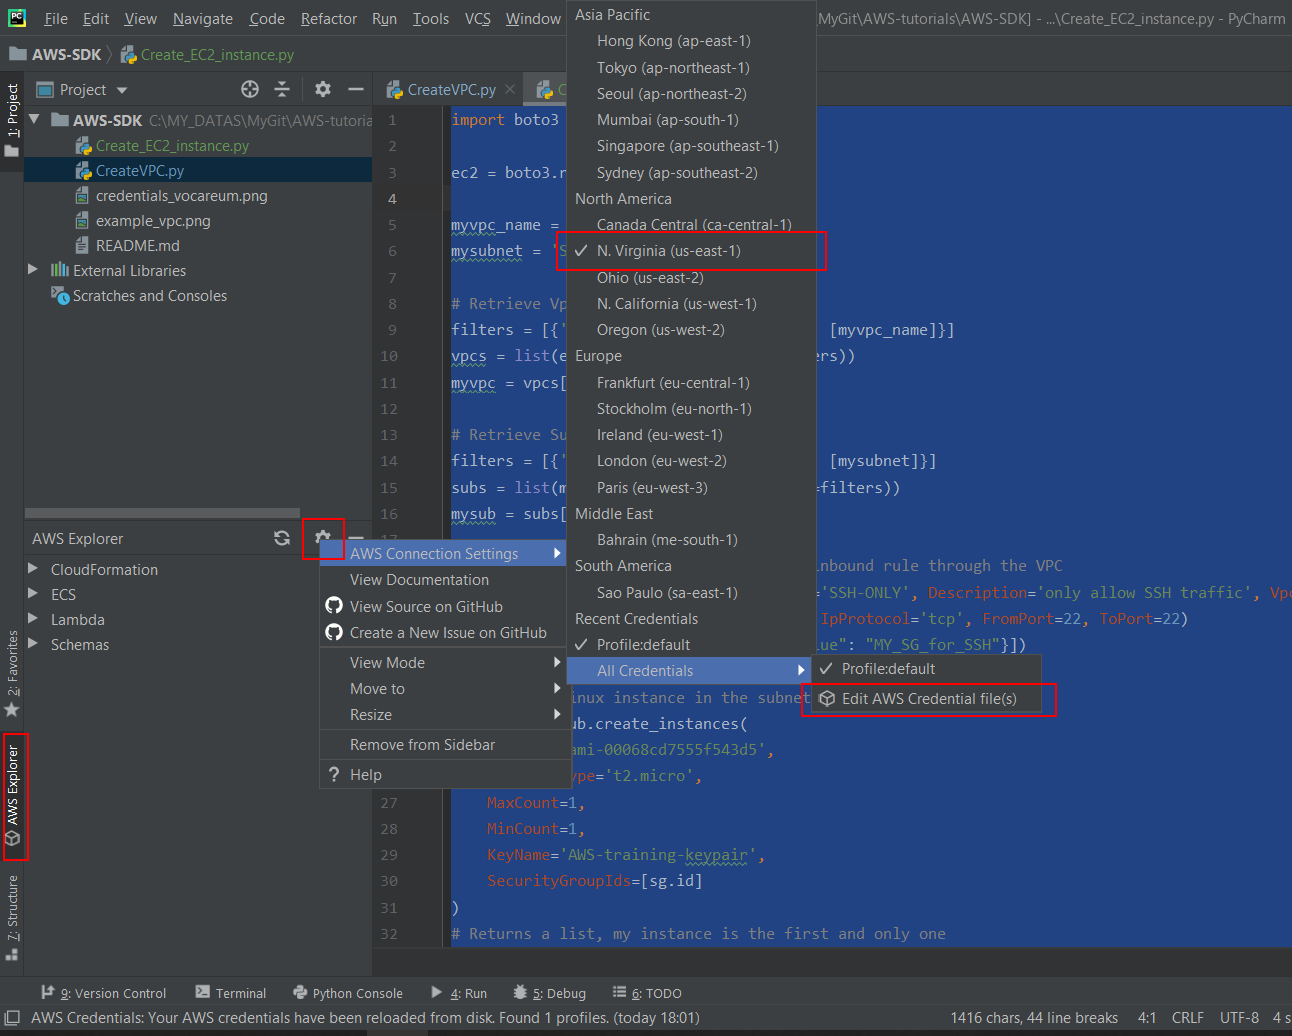 File Edit View Navigate Code Refactor Run Tools VCS Window
\MyGit\AWS-tutorials\AWS-SDK] - ...\Create_EC2_instance.py - PyCharm
AWS-SDK Create_EC2_instance.py
1: Project
Project
AWS-SDK C:\MY_DATAS\MyGit\AWS-tutoria
Create_EC2_instance.py
CreateVPC.py
credentials_vocareum.png
example_vpc.png
README.md
External Libraries
Scratches and Consoles
AWS Explorer
CloudFormation
ECS
Lambda
Schemas
2: Favorites
AWS Explorer
7: Structure
CreateVPC.py
1 import boto3
2
3 ec2 = boto3.r
4
5 myvpc_name =
6 mysubnet = 'S
7
8 # Retrieve Vp
9 filters = [{' [myvpc_name]}]
10 vpcs = list(e rs))
11 myvpc = vpcs[
12
13 # Retrieve Su
14 filters = [{' [mysubnet]}]
15 subs = list(m =filters))
16 mysub = subs[
17
nbound rule through the VPC
='SSH-ONLY', Description='only allow SSH traffic', Vpc
IpProtocol='tcp', FromPort=22, ToPort=22)
lue": "MY_SG_for_SSH"}])
inux instance in the subnet
ub.create_instances(
ami-00068cd7555f543d5',
ype='t2.micro',
27 MaxCount=1,
28 MinCount=1,
29 KeyName='AWS-training-keypair',
30 SecurityGroupIds=[sg.id]
31 )
32 # Returns a list, my instance is the first and only one
AWS Connection Settings
View Documentation
View Source on GitHub
Create a New Issue on GitHub
View Mode
Move to
Resize
Remove from Sidebar
? Help
Asia Pacific
Hong Kong (ap-east-1)
Tokyo (ap-northeast-1)
Seoul (ap-northeast-2)
Mumbai (ap-south-1)
Singapore (ap-southeast-1)
Sydney (ap-southeast-2)
North America
Canada Central (ca-central-1)
N. Virginia (us-east-1)
Ohio (us-east-2)
N. California (us-west-1)
Oregon (us-west-2)
Europe
Frankfurt (eu-central-1)
Stockholm (eu-north-1)
Ireland (eu-west-1)
London (eu-west-2)
Paris (eu-west-3)
Middle East
Bahrain (me-south-1)
South America
Sao Paulo (sa-east-1)
Recent Credentials
Profile:default
All Credentials
Profile:default
Edit AWS Credential file(s)
9: Version Control Terminal Python Console 4: Run 5: Debug 6: TODO
AWS Credentials: Your AWS credentials have been reloaded from disk. Found 1 profiles. (today 18:01) 1416 chars, 44 line breaks 4:1 CRLF UTF-8 4 s